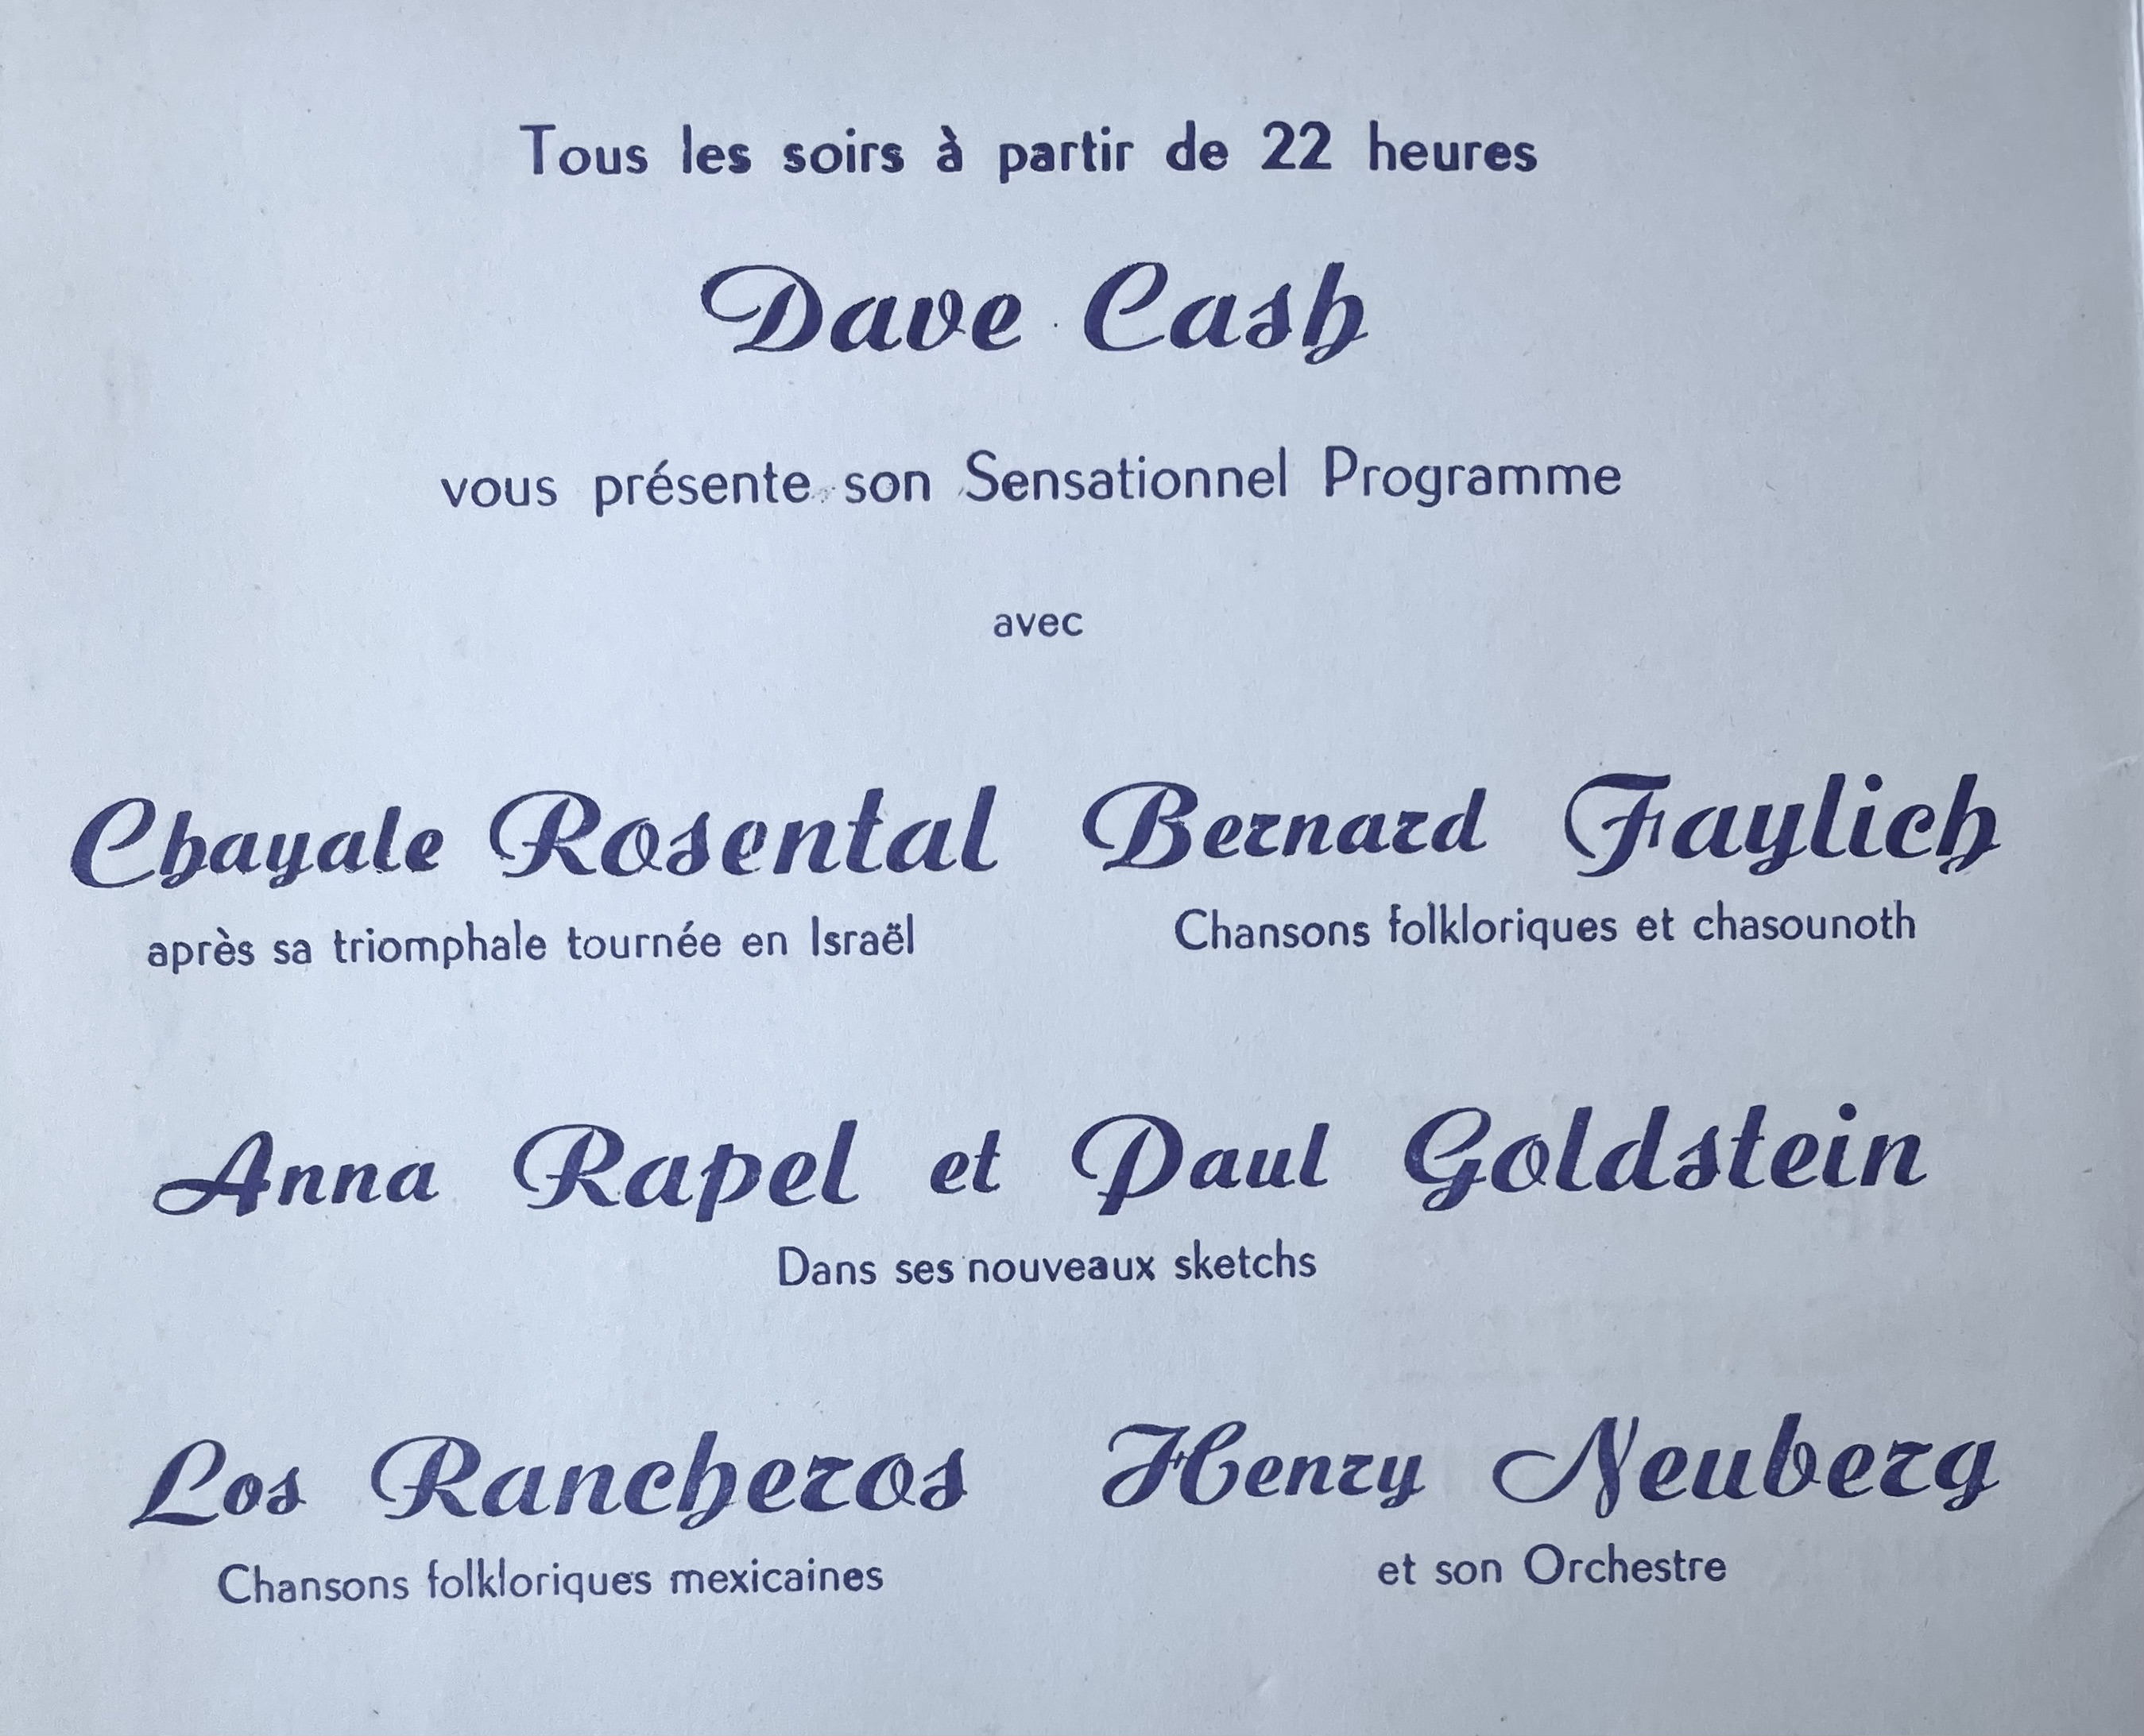 Tous les soirs à partir de 22 heures
Dave Cash
vous présente son Sensationnel Programme
avec
Chayale Rosental
après sa triomphale tournée en Israël
Bernard Faylich
Chansons folkloriques et chasounoth
Anna Rapel et Paul Goldstein
Dans ses nouveaux sketchs
Los Rancheros
Chansons folkloriques mexicaines
Henry Neuberg
et son Orchestre